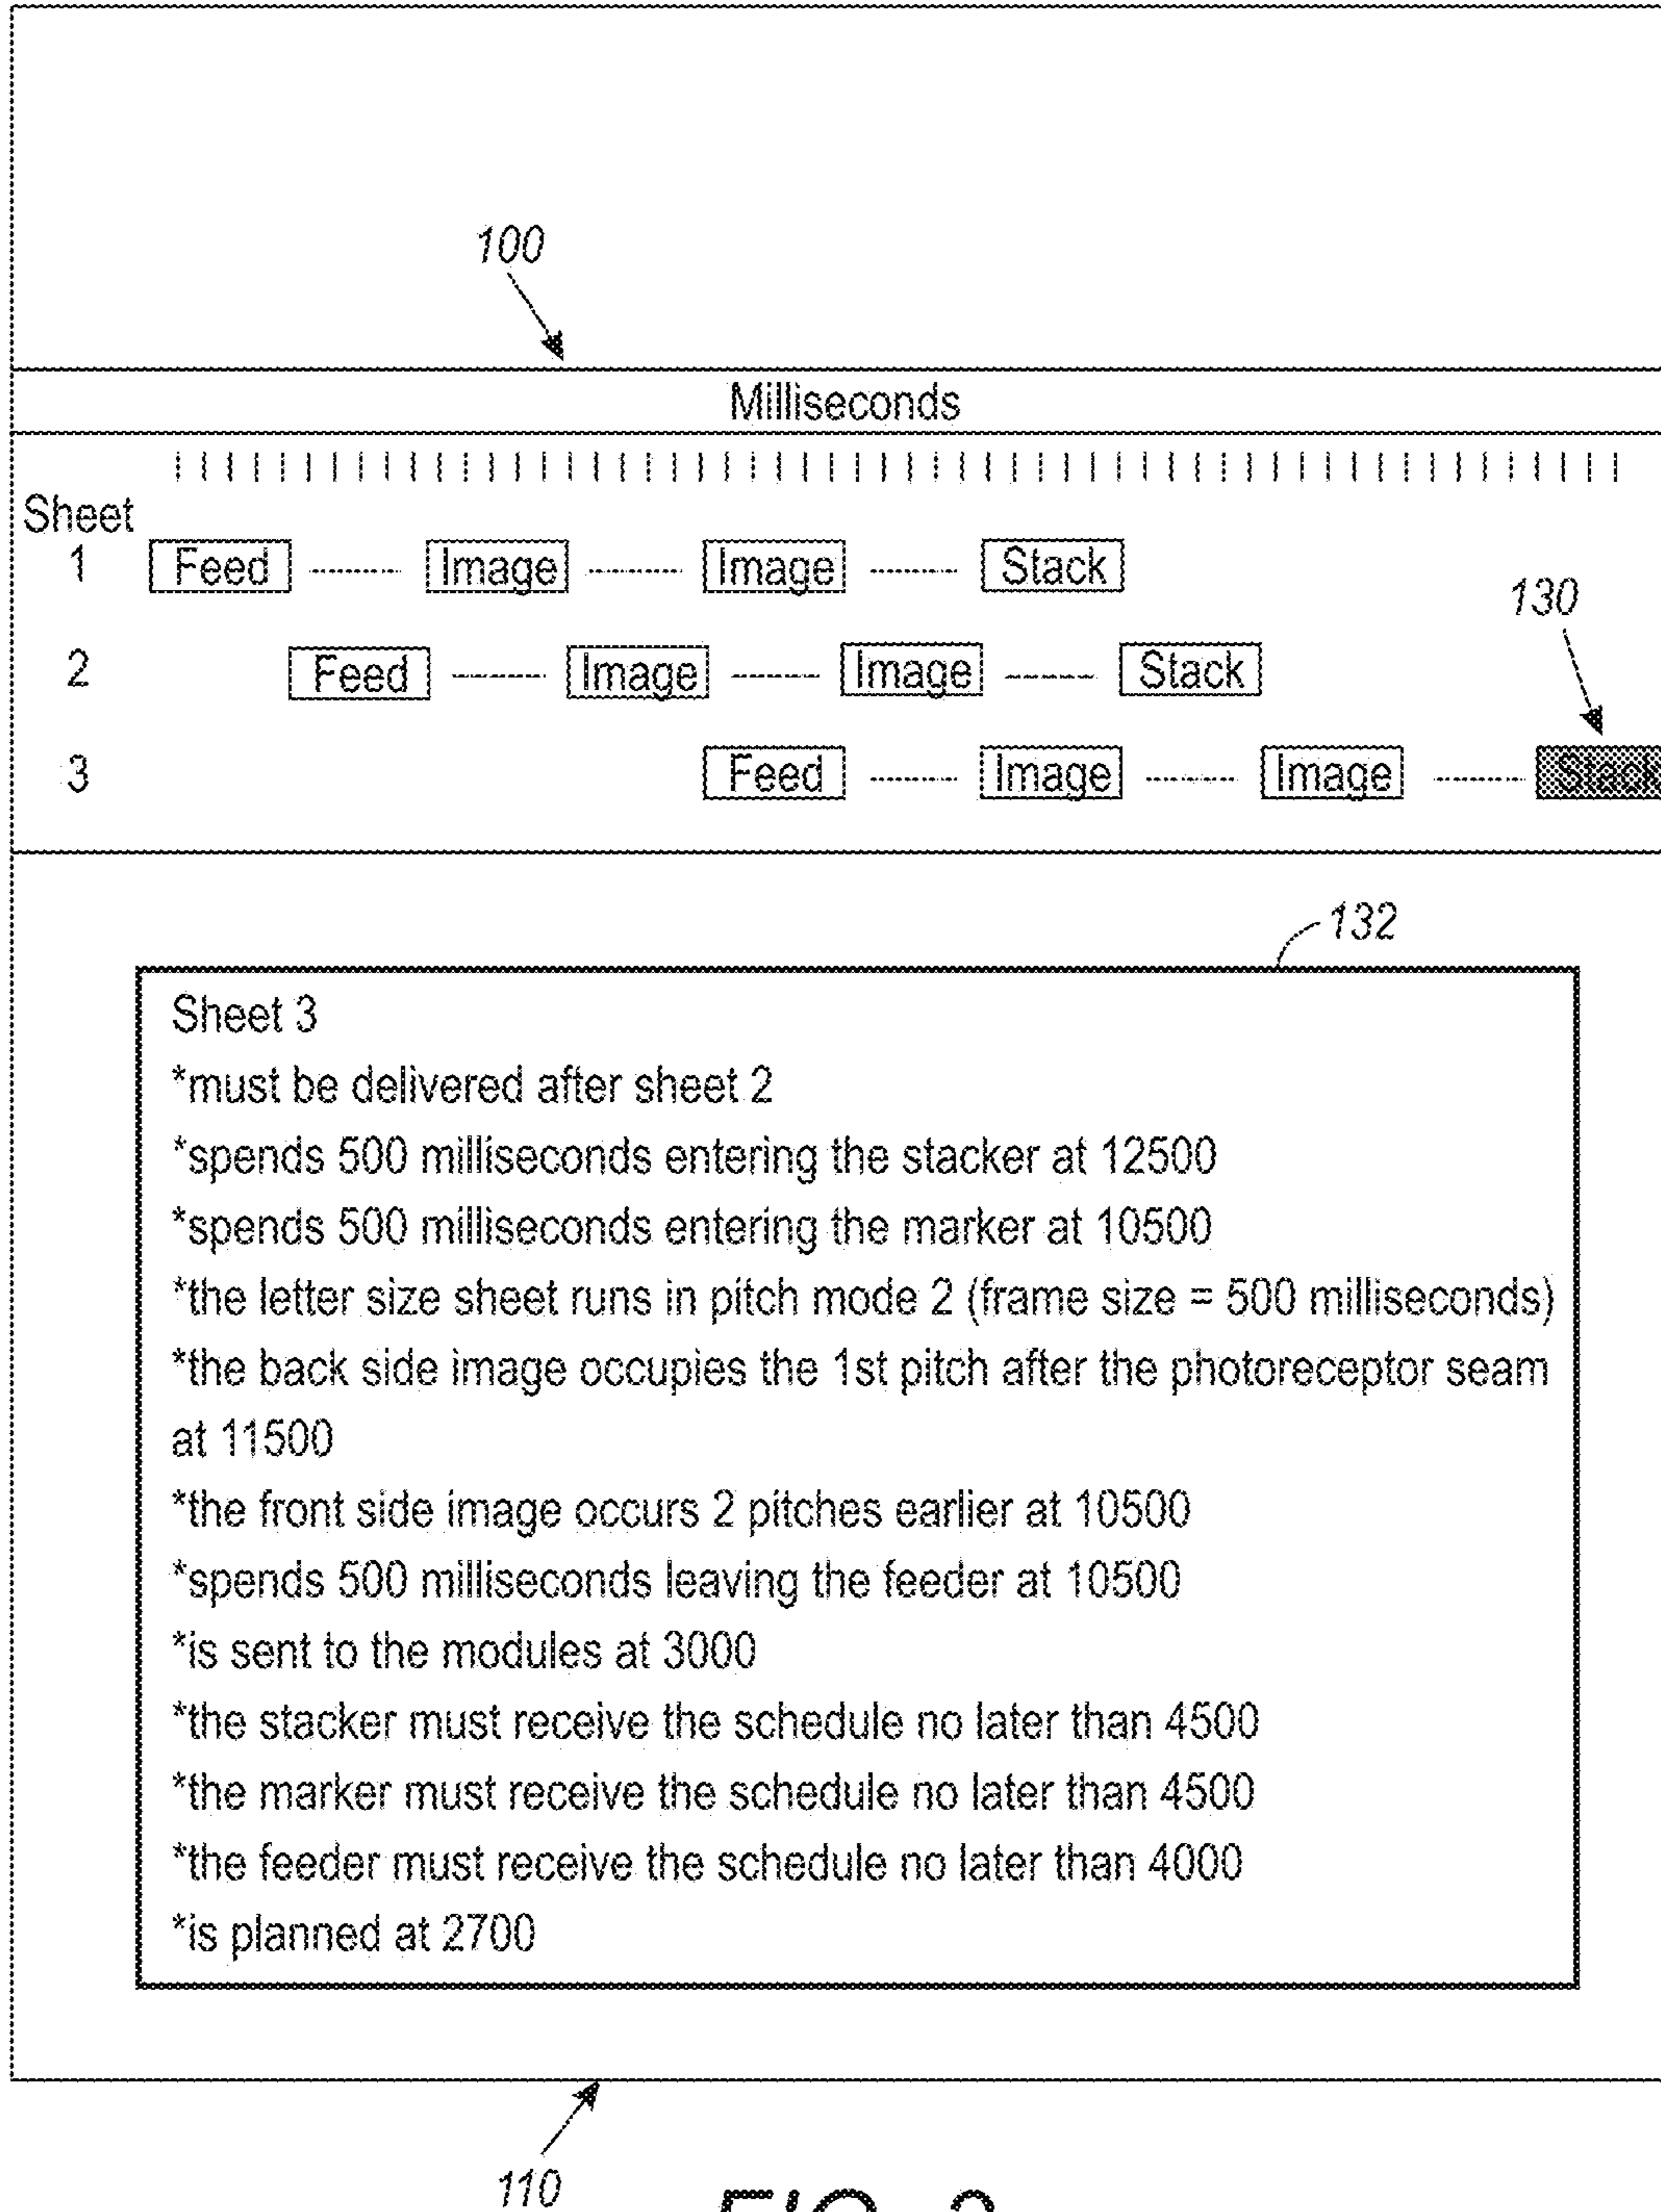 100
Milliseconds
Sheet
1 Feed Image Image Stack
130
2 Feed Image Image Stack
3 Feed Image Image Stack
132
Sheet 3
*must be delivered after sheet 2
*spends 500 milliseconds entering the stacker at 12500
*spends 500 milliseconds entering the marker at 10500
*the letter size sheet runs in pitch mode 2 (frame size = 500 milliseconds)
*the back side image occupies the 1st pitch after the photoreceptor seam
at 11500
*the front side image occurs 2 pitches earlier at 10500
*spends 500 milliseconds leaving the feeder at 10500
*is sent to the modules at 3000
*the stacker must receive the schedule no later than 4500
*the marker must receive the schedule no later than 4500
*the feeder must receive the schedule no later than 4000
*is planned at 2700
110
FIG.